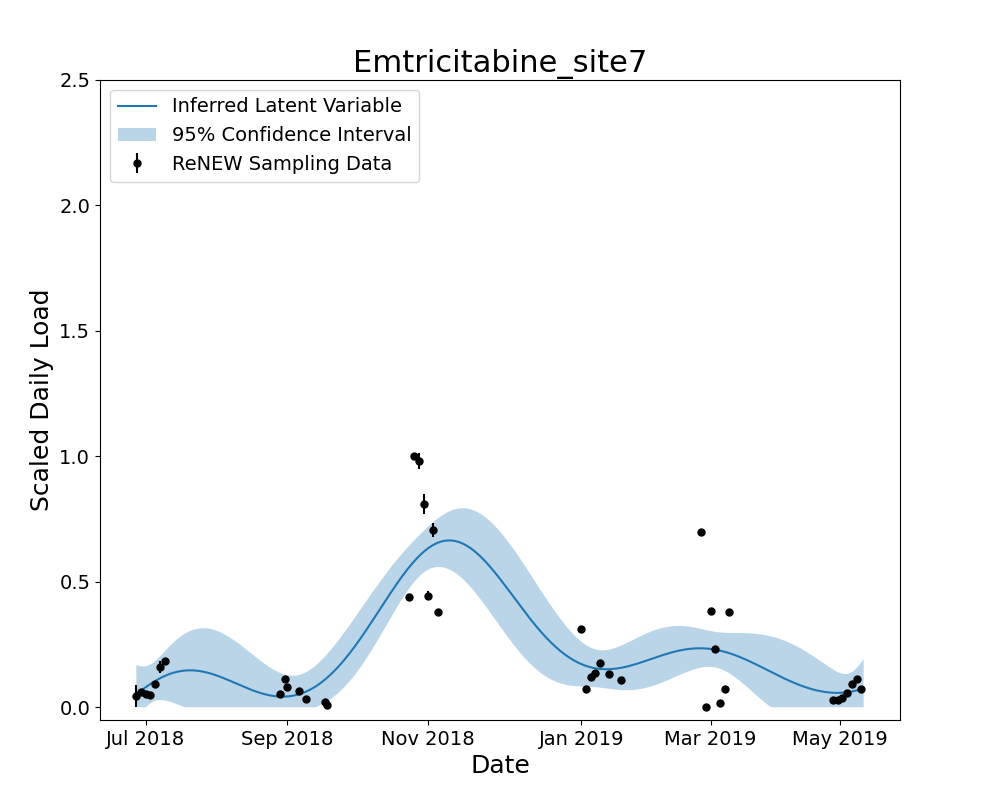 Emtricitabine_site7
Inferred Latent Variable
95% Confidence Interval
ReNEW Sampling Data
Scaled Daily Load
2.5
2.0
1.5
1.0
0.5
0.0
Jul 2018 Sep 2018 Nov 2018 Jan 2019 Mar 2019 May 2019
Date